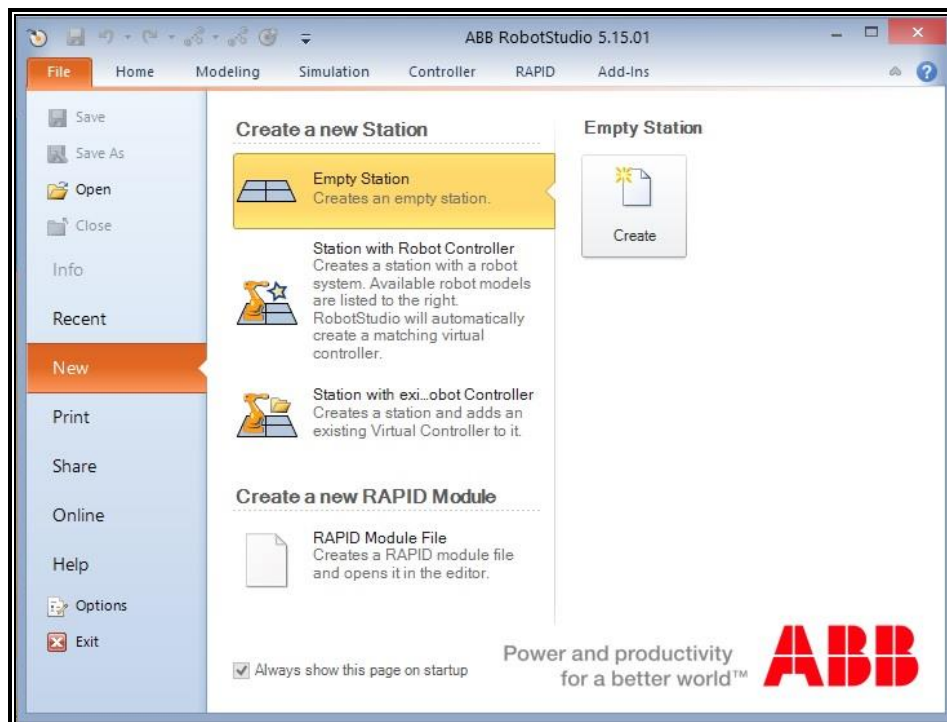 ABB RobotStudio 5.15.01
File Home Modeling Simulation Controller RAPID Add-Ins
Save
Save As
Open
Close
Info
Recent
New
Print
Share
Online
Help
Options
Exit
Create a new Station
Empty Station
Creates an empty station.
Station with Robot Controller
Creates a station with a robot
system. Available robot models
are listed to the right.
RobotStudio will automatically
create a matching virtual
controller.
Station with exi...obot Controller
Creates a station and adds an
existing Virtual Controller to it.
Create a new RAPID Module
RAPID Module File
Creates a RAPID module file
and opens it in the editor.
Always show this page on startup
Empty Station
Create
Power and productivity
for a better world™
ABB